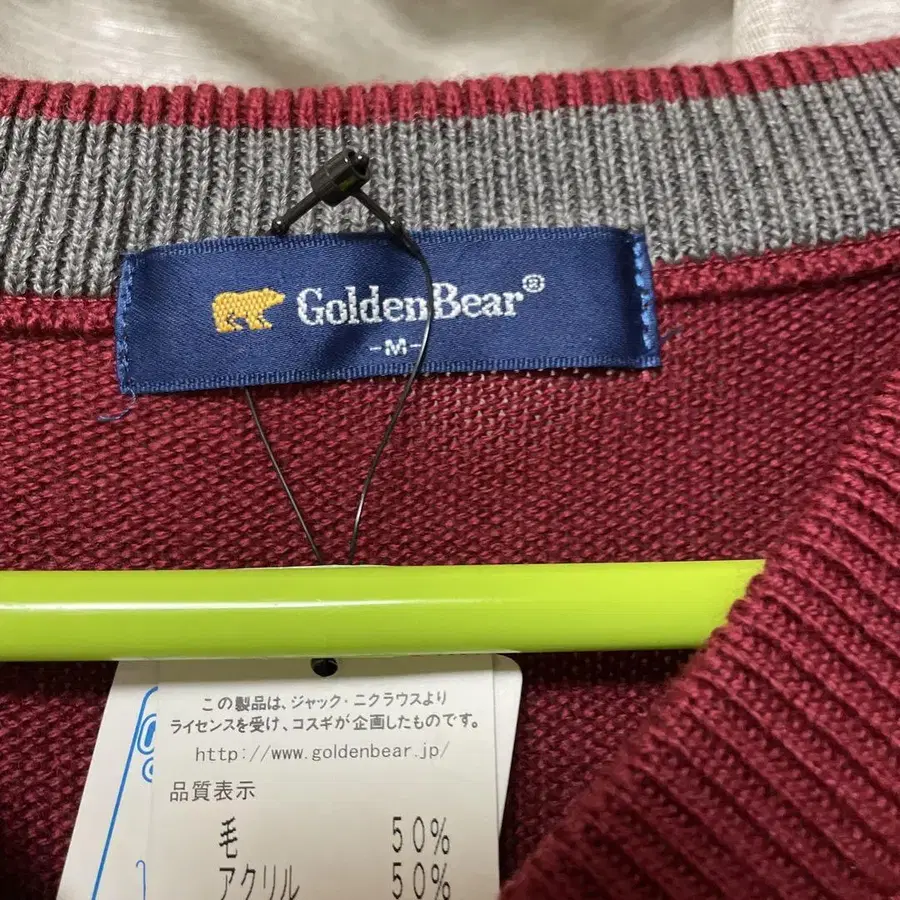 GoldenBear®
-M-
この製品は、ジャック・ニクラウスより
ライセンスを受け、コスギが企画したものです。
http://www.goldenbear.jp/
品質表示
毛 50%
アクリル 50%